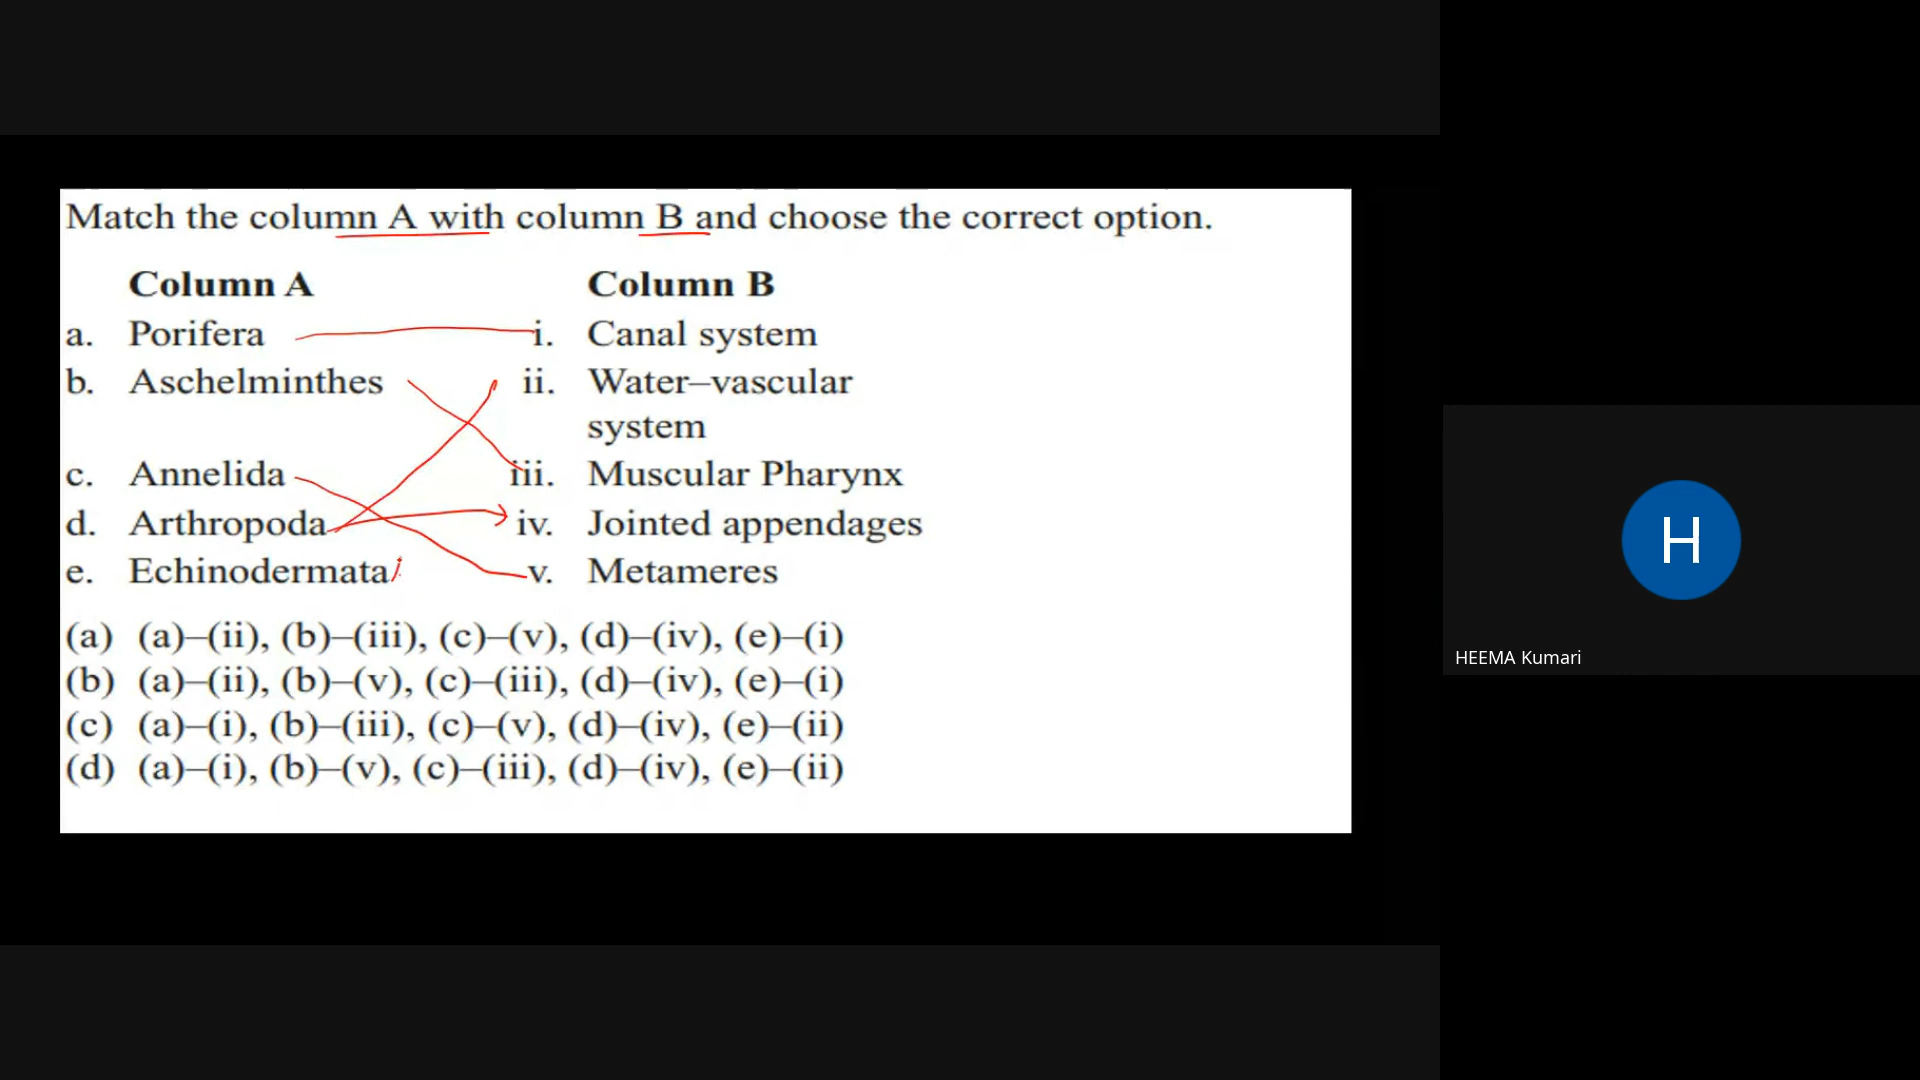 Match the column A with column B and choose the correct option.
Column A Column B
a. Porifera i. Canal system
b. Aschelminthes ii. Water–vascular
system
c. Annelida iii. Muscular Pharynx
d. Arthropoda iv. Jointed appendages
e. Echinodermata v. Metameres
(a) (a)–(ii), (b)–(iii), (c)–(v), (d)–(iv), (e)–(i)
(b) (a)–(ii), (b)–(v), (c)–(iii), (d)–(iv), (e)–(i)
(c) (a)–(i), (b)–(iii), (c)–(v), (d)–(iv), (e)–(ii)
(d) (a)–(i), (b)–(v), (c)–(iii), (d)–(iv), (e)–(ii)
H
HEEMA Kumari